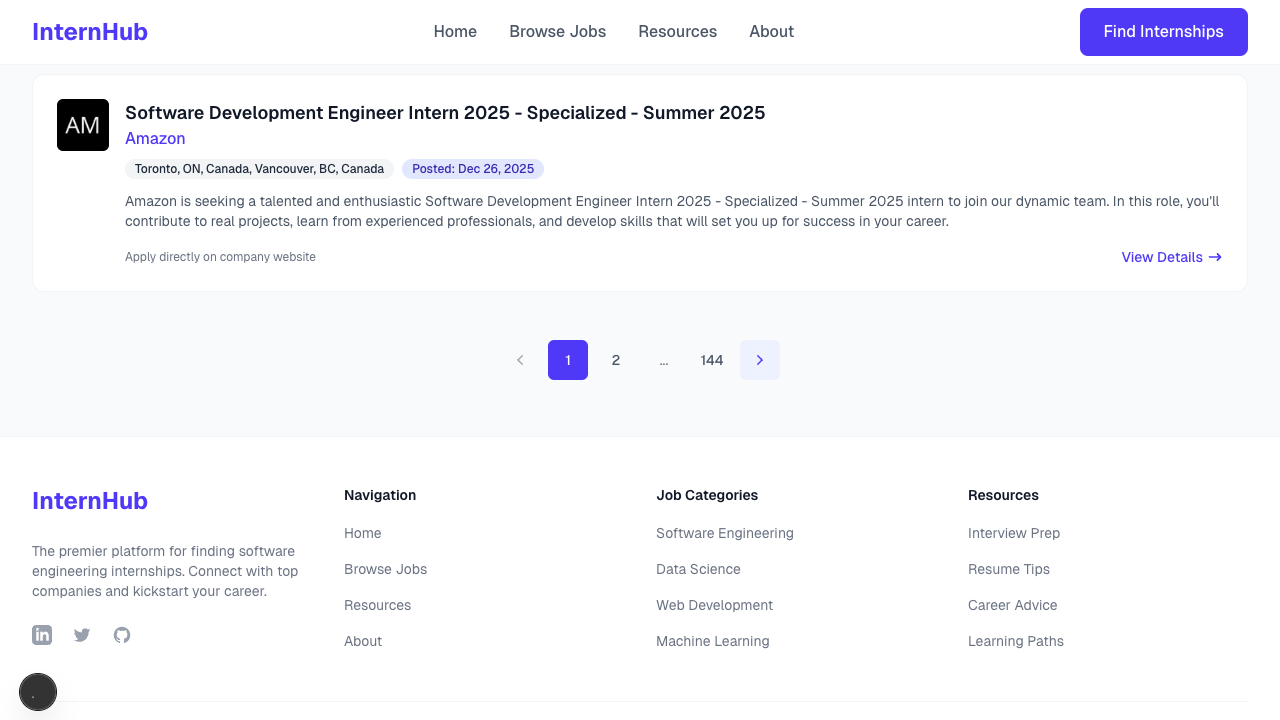 InternHub
Home
Browse Jobs
Resources
About
Find Internships
AM
Software Development Engineer Intern 2025 - Specialized - Summer 2025
Amazon
Toronto, ON, Canada, Vancouver, BC, Canada
Posted: Dec 26, 2025
Amazon is seeking a talented and enthusiastic Software Development Engineer Intern 2025 - Specialized - Summer 2025 intern to join our dynamic team. In this role, you'll
contribute to real projects, learn from experienced professionals, and develop skills that will set you up for success in your career.
Apply directly on company website
View Details →
1
2
...
144
InternHub
The premier platform for finding software
engineering internships. Connect with top
companies and kickstart your career.
Navigation
Home
Browse Jobs
Resources
About
Job Categories
Software Engineering
Data Science
Web Development
Machine Learning
Resources
Interview Prep
Resume Tips
Career Advice
Learning Paths